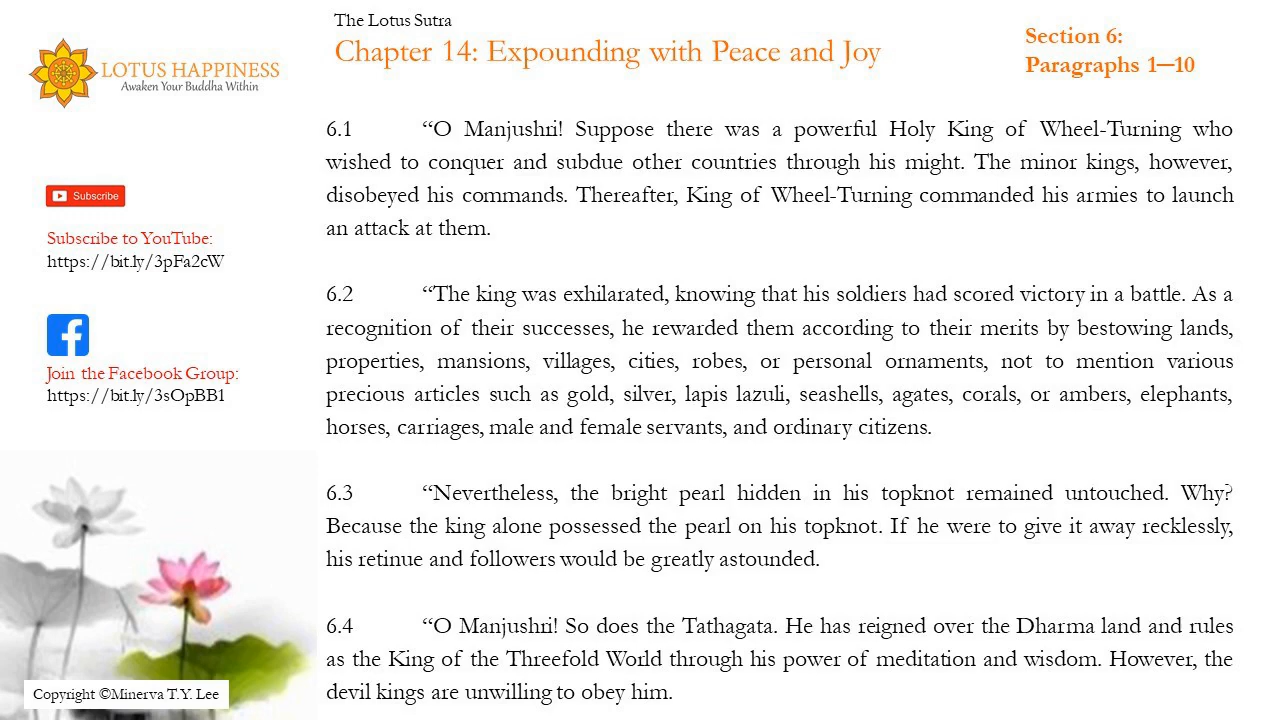 The Lotus Sutra
Chapter 14: Expounding with Peace and Joy
Section 6:
Paragraphs 1—10
LOTUS HAPPINESS
Awaken Your Buddha Within
Subscribe
Subscribe to YouTube:
https://bit.ly/3pFa2cW
Join the Facebook Group:
https://bit.ly/3sOpBB1
Copyright ©Minerva T.Y. Lee
6.1 “O Manjushri! Suppose there was a powerful Holy King of Wheel-Turning who
wished to conquer and subdue other countries through his might. The minor kings, however,
disobeyed his commands. Thereafter, King of Wheel-Turning commanded his armies to launch
an attack at them.
6.2 “The king was exhilarated, knowing that his soldiers had scored victory in a battle. As a
recognition of their successes, he rewarded them according to their merits by bestowing lands,
properties, mansions, villages, cities, robes, or personal ornaments, not to mention various
precious articles such as gold, silver, lapis lazuli, seashells, agates, corals, or ambers, elephants,
horses, carriages, male and female servants, and ordinary citizens.
6.3 “Nevertheless, the bright pearl hidden in his topknot remained untouched. Why?
Because the king alone possessed the pearl on his topknot. If he were to give it away recklessly,
his retinue and followers would be greatly astounded.
6.4 “O Manjushri! So does the Tathagata. He has reigned over the Dharma land and rules
as the King of the Threefold World through his power of meditation and wisdom. However, the
devil kings are unwilling to obey him.